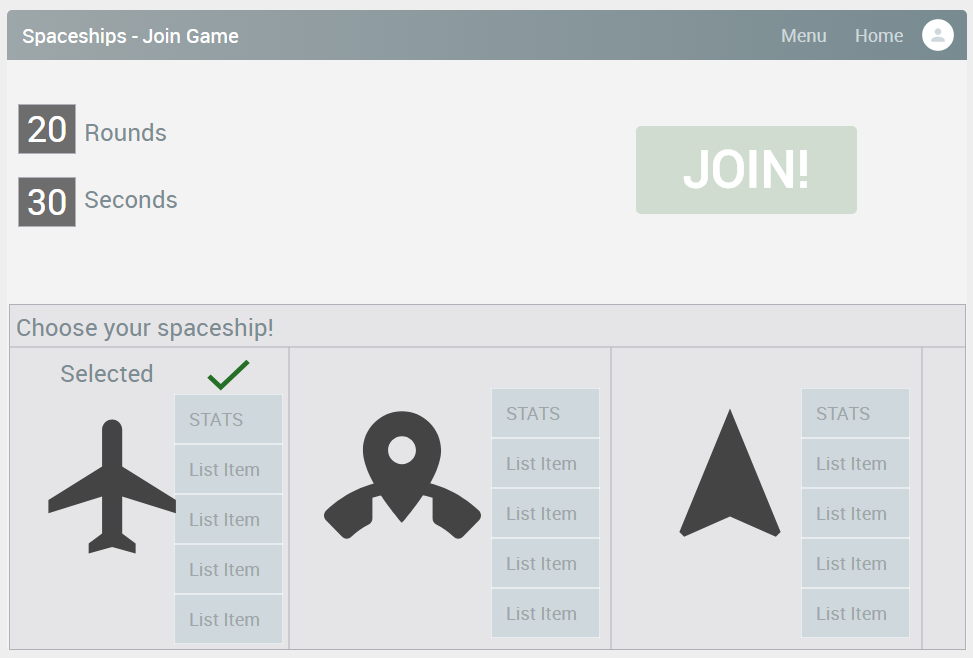 Spaceships - Join Game
Menu
Home
20 Rounds
JOIN!
30 Seconds
Choose your spaceship!
Selected
STATS
List Item
List Item
List Item
List Item
STATS
List Item
List Item
List Item
List Item
STATS
List Item
List Item
List Item
List Item